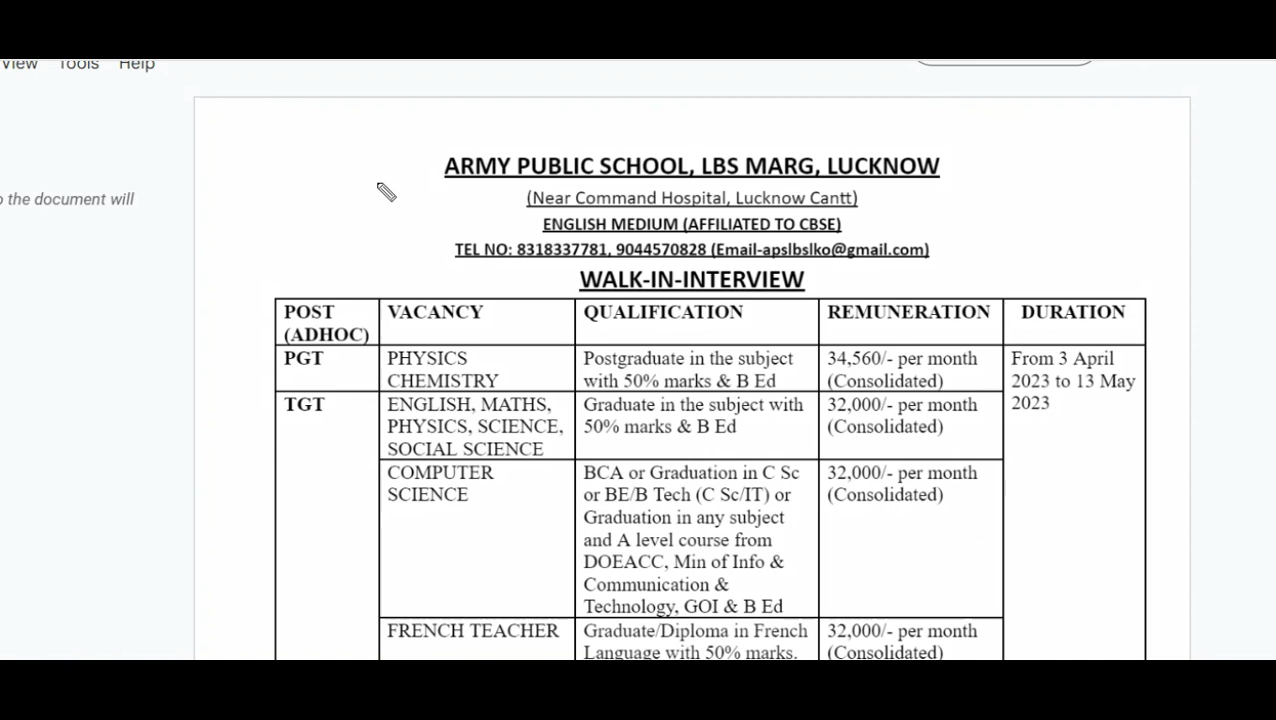 View Tools Help
o the document will
ARMY PUBLIC SCHOOL, LBS MARG, LUCKNOW
(Near Command Hospital, Lucknow Cantt)
ENGLISH MEDIUM (AFFILIATED TO CBSE)
TEL NO: 8318337781, 9044570828 (Email-apslbslko@gmail.com)
WALK-IN-INTERVIEW
POST (ADHOC) VACANCY QUALIFICATION REMUNERATION DURATION
PGT PHYSICS Postgraduate in the subject 34,560/- per month From 3 April
CHEMISTRY with 50% marks & B Ed (Consolidated) 2023 to 13 May
2023
TGT ENGLISH, MATHS, Graduate in the subject with 32,000/- per month
PHYSICS, SCIENCE, 50% marks & B Ed (Consolidated)
SOCIAL SCIENCE
COMPUTER BCA or Graduation in C Sc 32,000/- per month
SCIENCE or BE/B Tech (C Sc/IT) or (Consolidated)
Graduation in any subject
and A level course from
DOEACC, Min of Info &
Communication &
Technology, GOI & B Ed
FRENCH TEACHER Graduate/Diploma in French 32,000/- per month
Language with 50% marks. (Consolidated)